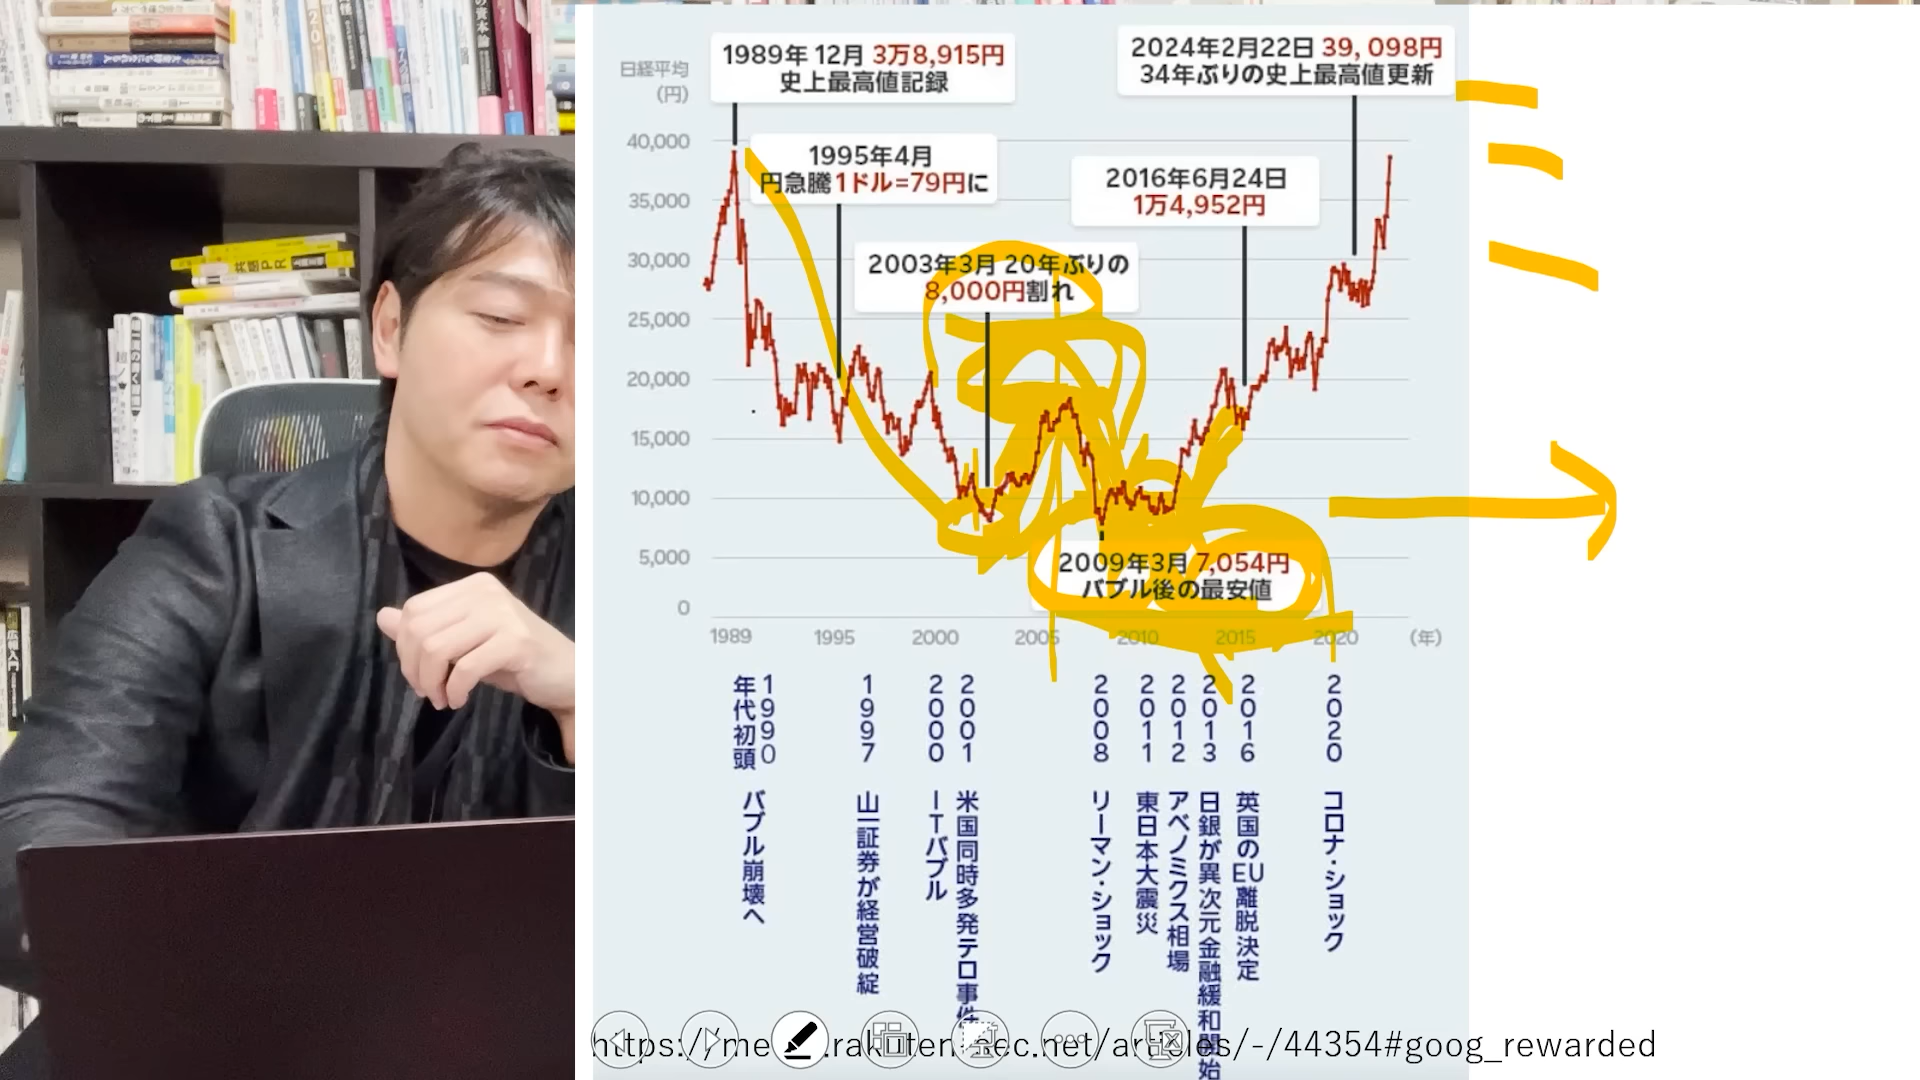 日経平均
(円)
1989年 12月 3万8,915円
史上最高値記録
2024年2月22日 39,098円
34年ぶりの史上最高値更新
1995年4月
円急騰1ドル=79円に
2016年6月24日
1万4,952円
2003年3月 20年ぶりの
8,000円割れ
2009年3月 7,054円
バブル後の最安値
40,000
35,000
30,000
25,000
20,000
15,000
10,000
5,000
0
1989
1995
2000
2005
2010
2015
2020
(年)
1990年代初頭 バブル崩壊へ
1997 山一証券が経営破綻
2000 ITバブル
2001 米国同時多発テロ事件
2008 リーマン・ショック
2011 東日本大震災
2012 アベノミクス相場
2013 日銀が異次元金融緩和開始
2016 英国のEU離脱決定
2020 コロナ・ショック
共感PR
広報入門